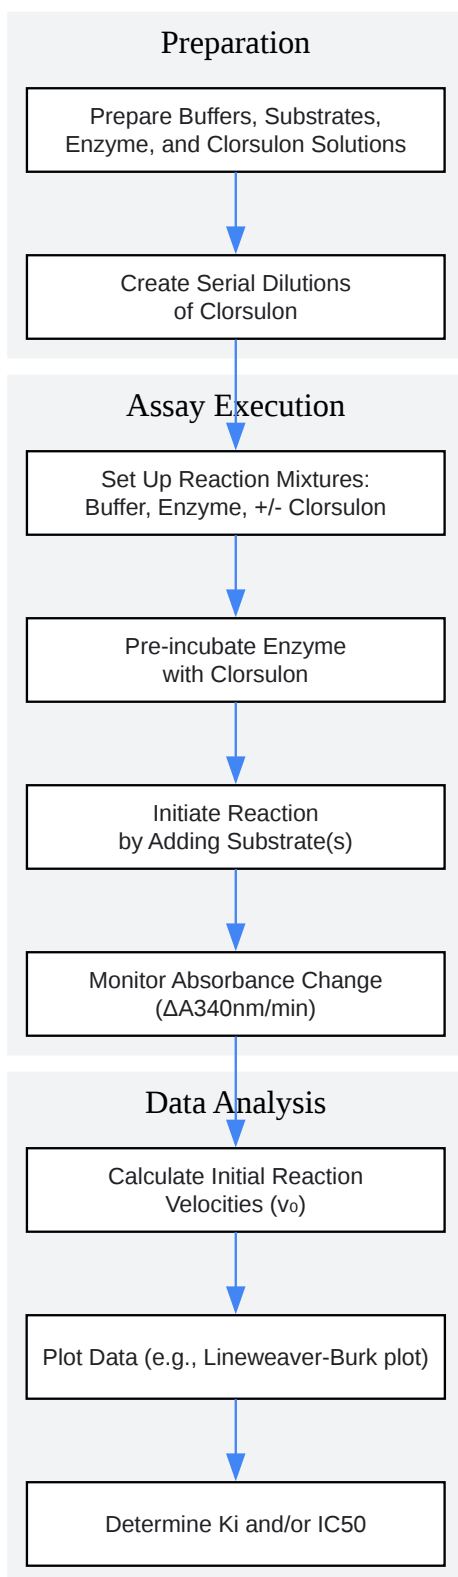 Preparation
Prepare Buffers, Substrates,
Enzyme, and Clorsulon Solutions
Create Serial Dilutions
of Clorsulon
Assay Execution
Set Up Reaction Mixtures:
Buffer, Enzyme, +/- Clorsulon
Pre-incubate Enzyme
with Clorsulon
Initiate Reaction
by Adding Substrate(s)
Monitor Absorbance Change
(ΔA340nm/min)
Data Analysis
Calculate Initial Reaction
Velocities (v₀)
Plot Data (e.g., Lineweaver-Burk plot)
Determine Ki and/or IC50